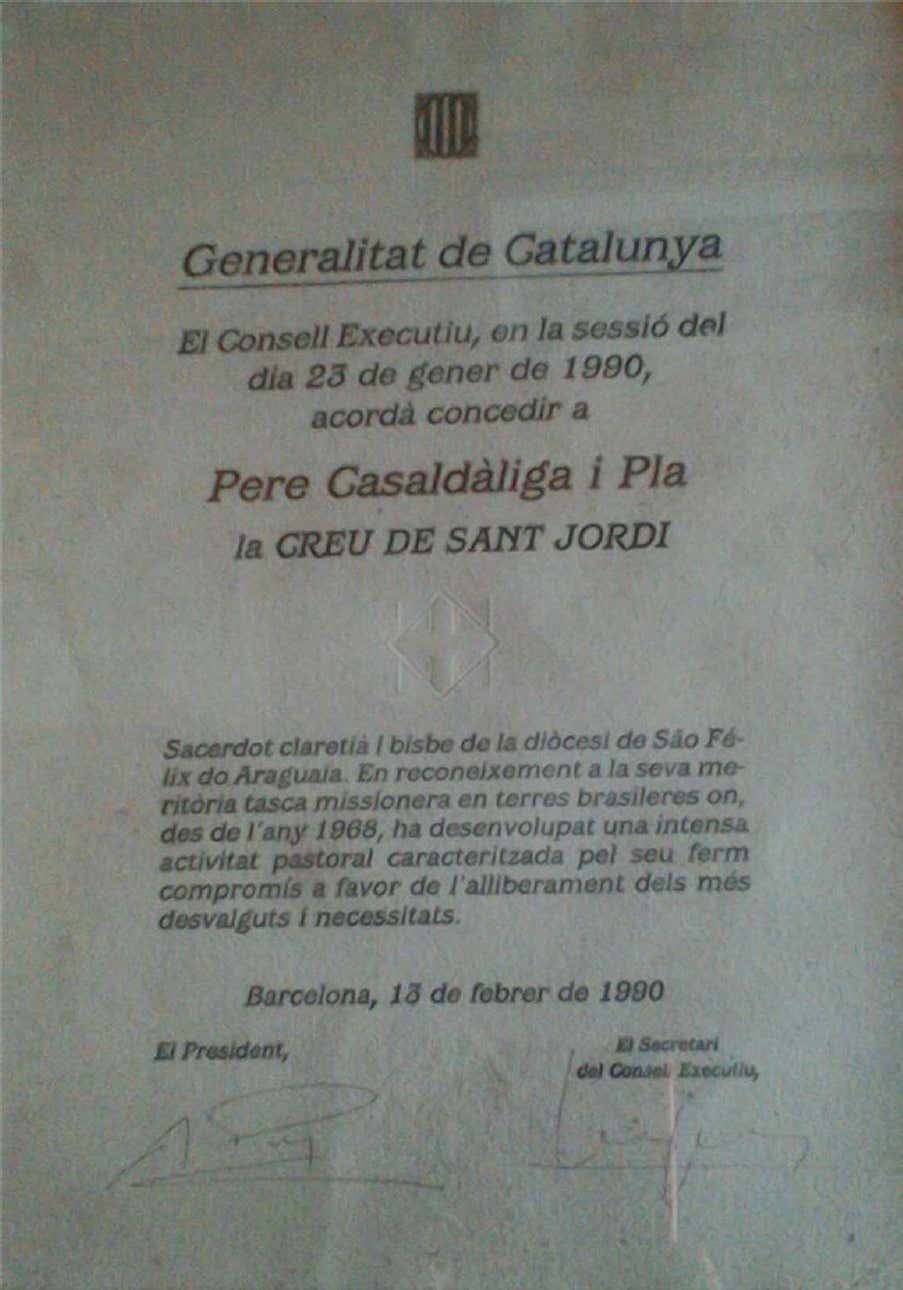 Generalitat de Catalunya
El Consell Executiu, en la sessió del
dia 23 de gener de 1990,
acordà concedir a
Pere Casaldàliga i Pla
la CREU DE SANT JORDI
Sacerdot claretià i bisbe de la diòcesi de São Fé-
lix do Araguaia. En reconeixement a la seva me-
ritòria tasca missionera en terres brasileres on,
des de l'any 1968, ha desenvolupat una intensa
activitat pastoral caracteritzada pel seu ferm
compromís a favor de l'alliberament dels més
desvalguts i necessitats.
Barcelona, 13 de febrer de 1990
El President,
El Secretari
del Consell Executiu,